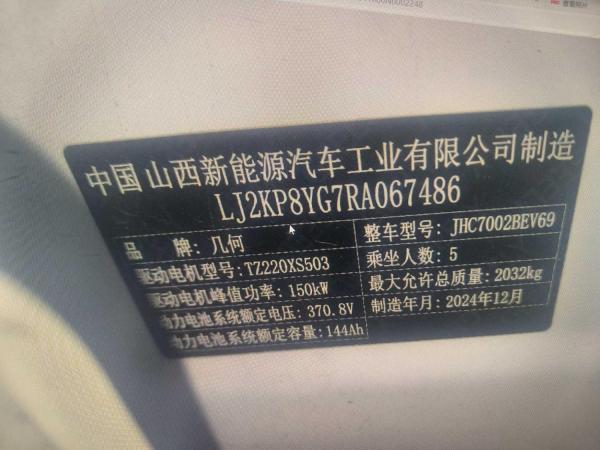 查看照片
中国 山西新能源汽车工业有限公司制造
LJ2KP8YG7RA067486
品 牌: 几何
整车型号: JHC7002BEV69
驱动电机型号: TZ220XS503
乘坐人数: 5
驱动电机峰值功率: 150kW
最大允许总质量: 2032kg
动力电池系统额定电压: 370.8V
制造年月: 2024年12月
动力电池系统额定容量: 144Ah